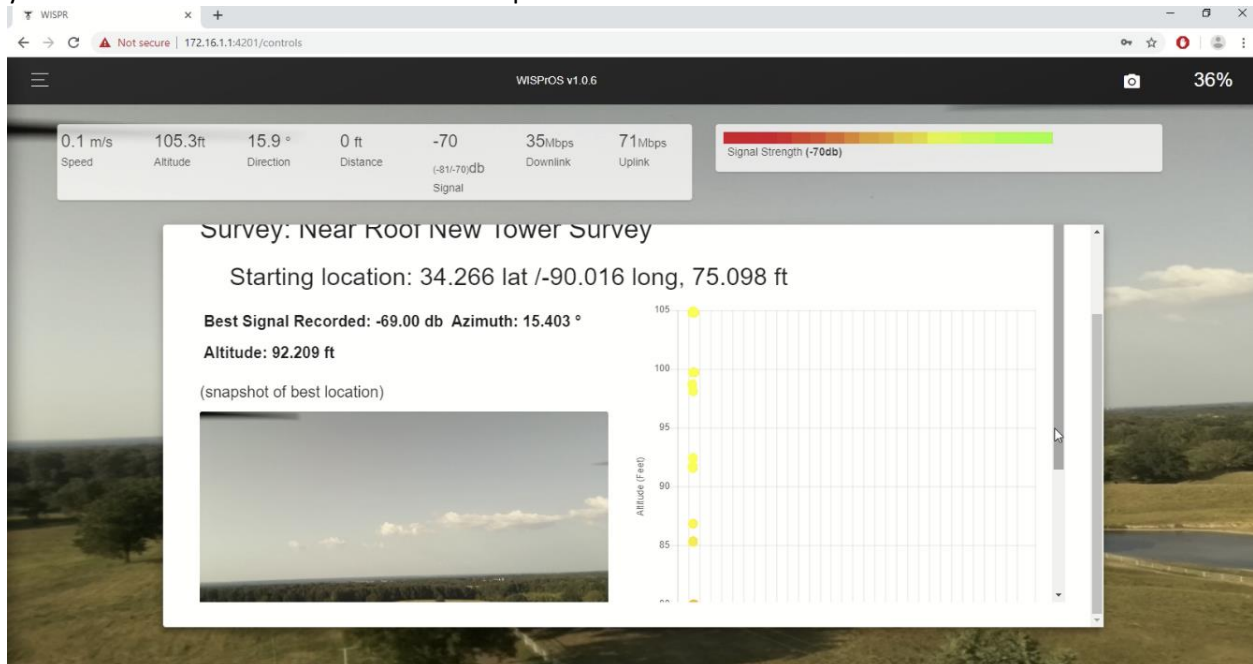 WISPR
Not secure | 172.16.1.1:4201/controls
WISPrOS v1.0.6
36%
0.1 m/s 105.3ft 15.9 ° 0 ft -70 35Mbps 71Mbps
Speed Altitude Direction Distance (-81/-70)db Downlink Uplink
Signal
Signal Strength (-70db)
Survey: Near Roof New Tower Survey
Starting location: 34.266 lat /-90.016 long, 75.098 ft
Best Signal Recorded: -69.00 db Azimuth: 15.403 °
Altitude: 92.209 ft
(snapshot of best location)
105
100
95
90
85
Altitude (Feet)